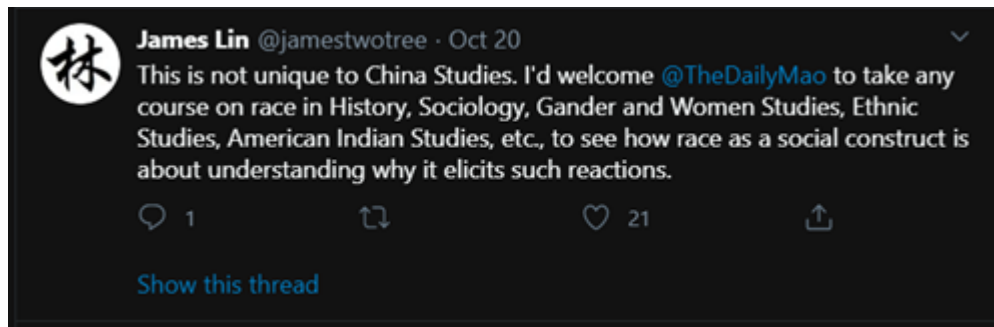 林
James Lin @jamestwotree · Oct 20
This is not unique to China Studies. I'd welcome @TheDailyMao to take any
course on race in History, Sociology, Gander and Women Studies, Ethnic
Studies, American Indian Studies, etc., to see how race as a social construct is
about understanding why it elicits such reactions.
1 21
Show this thread